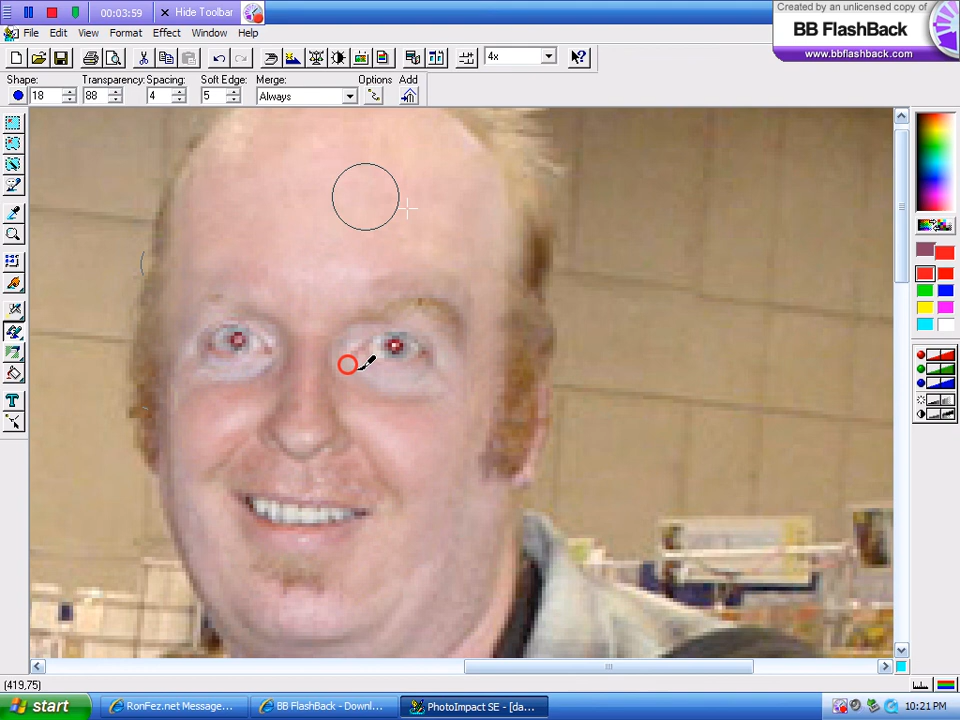 00:03:59
Hide Toolbar
Created by an unlicensed copy of
BB FlashBack
www.bbflashback.com
File Edit View Format Effect Window Help
4x
Shape: Transparency: Spacing: Soft Edge: Merge: Options Add
18 88 4 5 Always
T
(419,75)
start
RonFez.net Message...
BB FlashBack - Downl...
PhotoImpact SE - [da...
10:21 PM